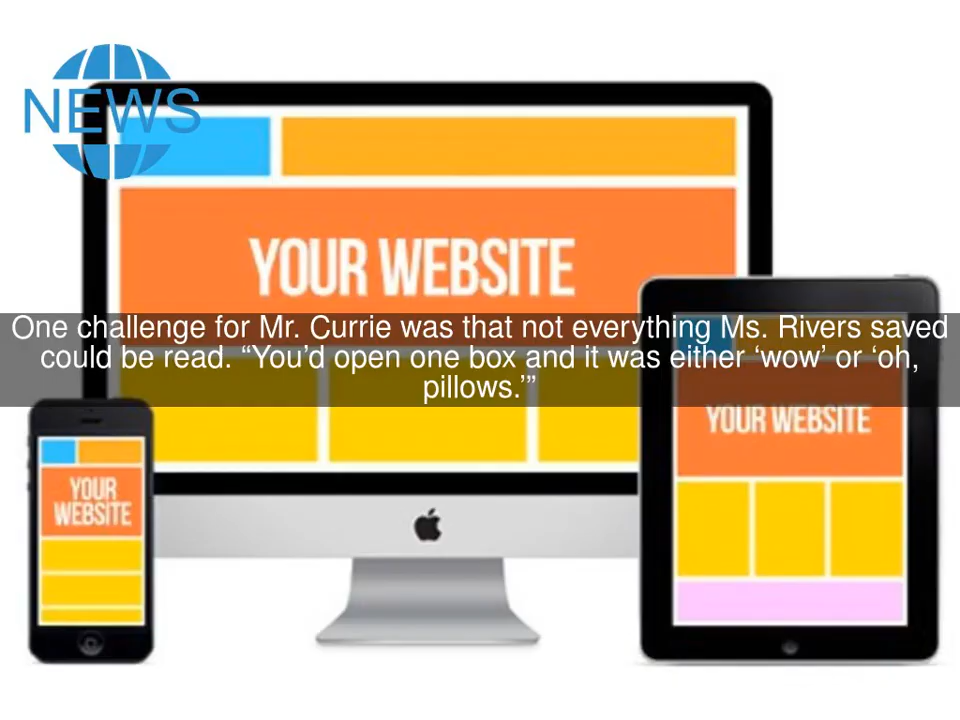 NEWS
YOUR WEBSITE
One challenge for Mr. Currie was that not everything Ms. Rivers saved
could be read. “You’d open one box and it was either ‘wow’ or ‘oh,
pillows.’”
YOUR WEBSITE
YOUR
WEBSITE